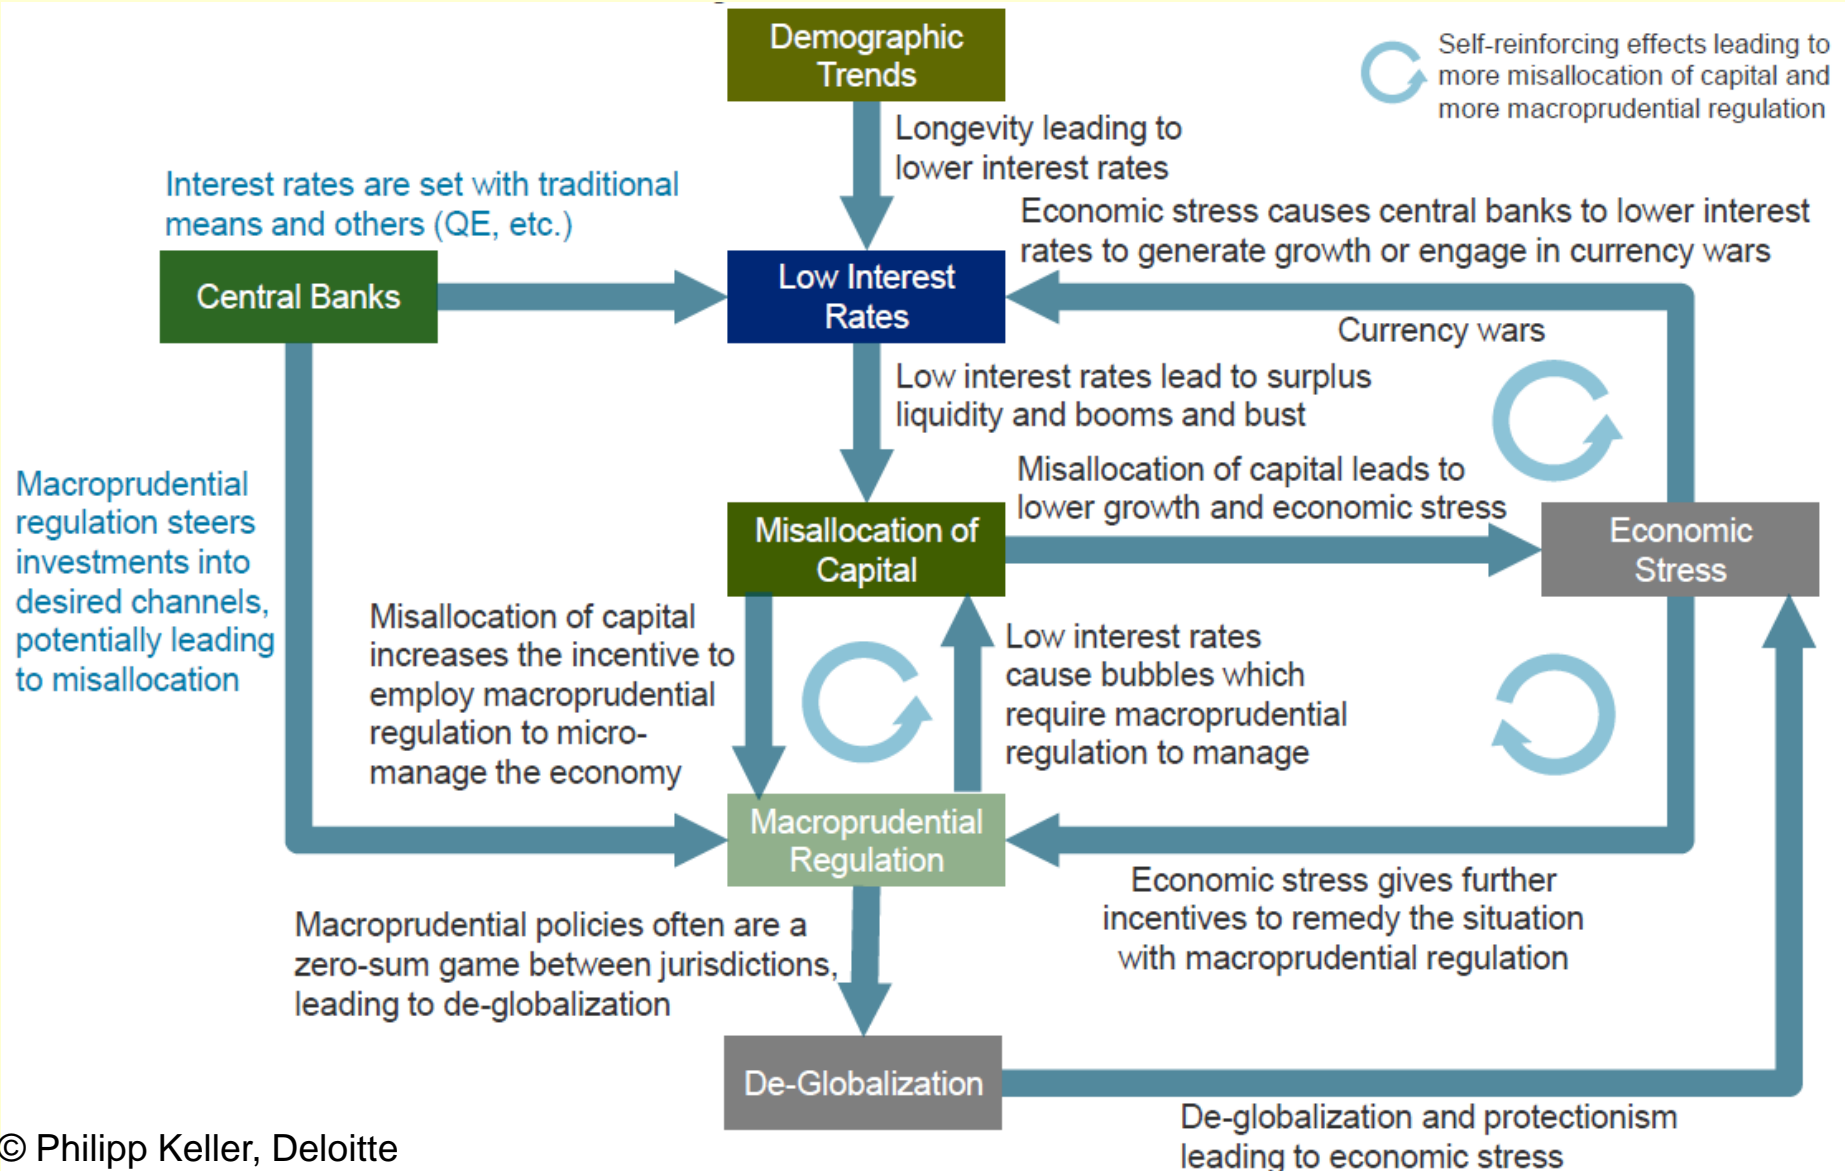 Demographic
Trends
Self-reinforcing effects leading to
more misallocation of capital and
more macroprudential regulation
Longevity leading to
lower interest rates
Interest rates are set with traditional
means and others (QE, etc.)
Economic stress causes central banks to lower interest
rates to generate growth or engage in currency wars
Central Banks
Low Interest
Rates
Currency wars
Low interest rates lead to surplus
liquidity and booms and bust
Macroprudential
regulation steers
investments into
desired channels,
potentially leading
to misallocation
Misallocation of capital leads to
lower growth and economic stress
Misallocation of
Capital
Economic
Stress
Misallocation of capital
increases the incentive to
employ macroprudential
regulation to micro-
manage the economy
Low interest rates
cause bubbles which
require macroprudential
regulation to manage
Macroprudential
Regulation
Economic stress gives further
incentives to remedy the situation
with macroprudential regulation
Macroprudential policies often are a
zero-sum game between jurisdictions,
leading to de-globalization
De-Globalization
De-globalization and protectionism
leading to economic stress
© Philipp Keller, Deloitte